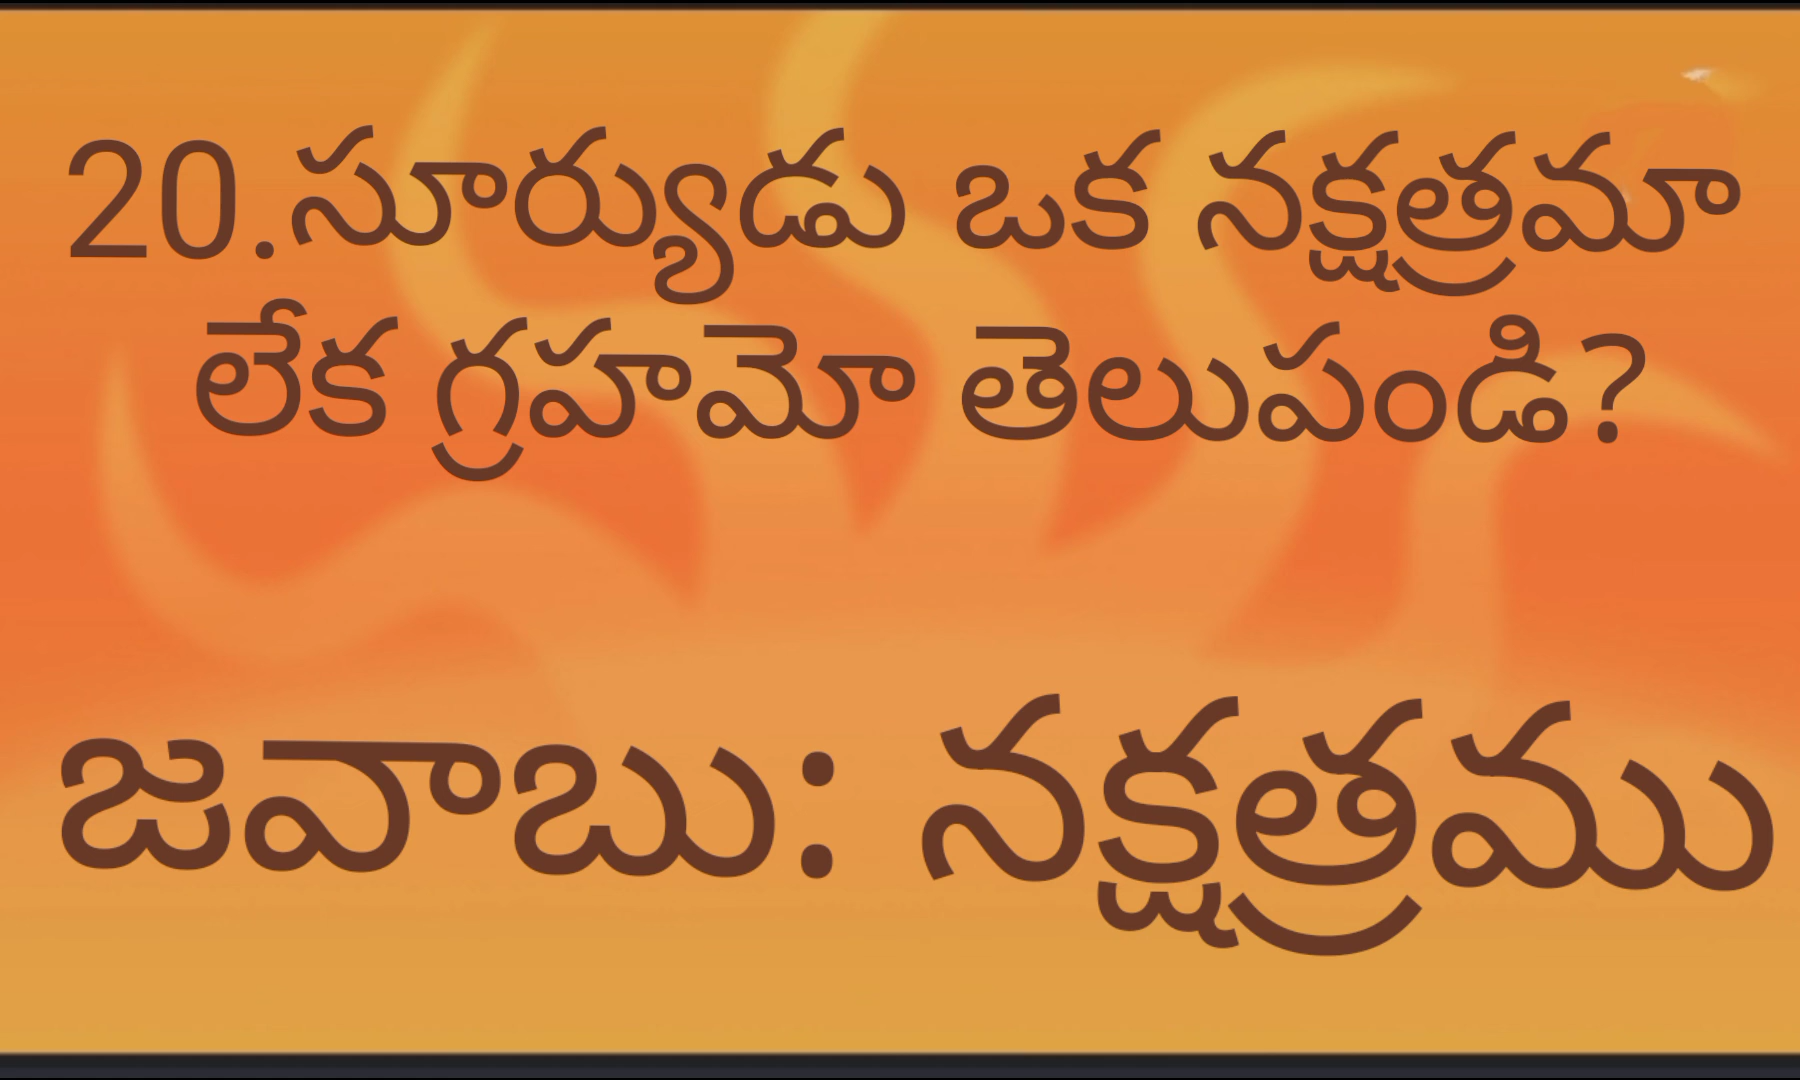 20.సూర్యుడు ఒక నక్షత్రమా
లేక గ్రహమో తెలుపండి?
జవాబు: నక్షత్రము